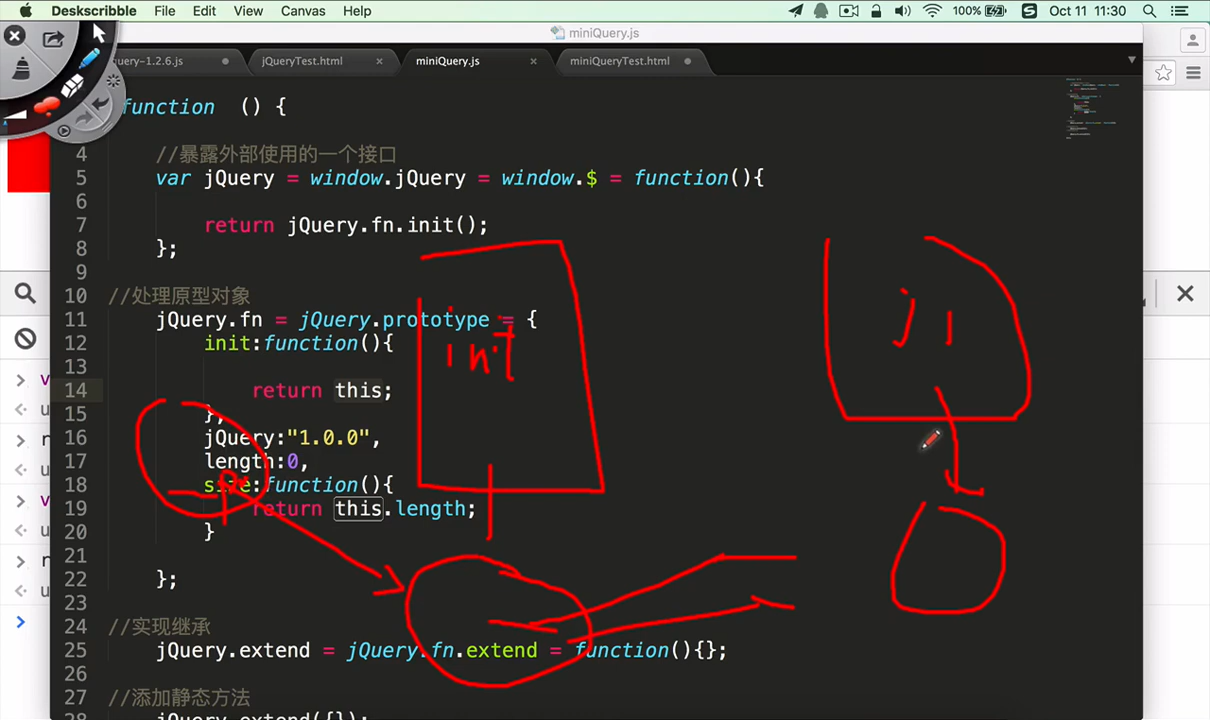 Deskscribble File Edit View Canvas Help 100% Oct 11 11:30
miniQuery.js
query-1.2.6.js jQueryTest.html miniQuery.js miniQueryTest.html
function () {
4 //暴露外部使用的一个接口
5 var jQuery = window.jQuery = window.$ = function(){
6
7 return jQuery.fn.init();
8 };
9
10 //处理原型对象
11 jQuery.fn = jQuery.prototype = {
12 init:function(){
13
14 return this;
15 },
16 jQuery:"1.0.0",
17 length:0,
18 size:function(){
19 return this.length;
20 }
21
22 };
23
24 //实现继承
25 jQuery.extend = jQuery.fn.extend = function(){};
26
27 //添加静态方法
28 jQuery.extend({});
init
j1